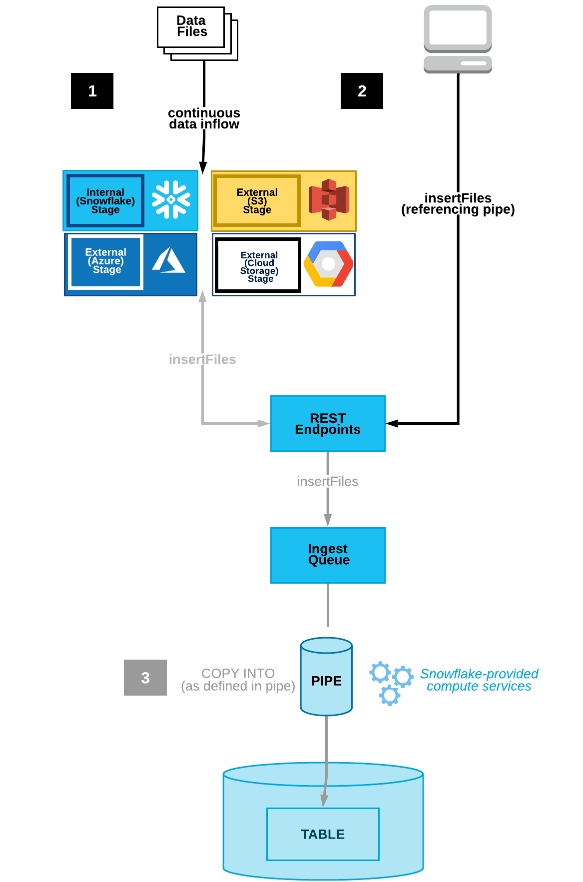 Data
Files
1
2
continuous
data inflow
Internal
(Snowflake)
Stage
External
(S3)
Stage
insertFiles
(referencing pipe)
External
(Azure)
Stage
External
(Cloud
Storage)
Stage
insertFiles
REST
Endpoints
insertFiles
Ingest
Queue
3
COPY INTO
(as defined in pipe)
PIPE
Snowflake-provided
compute services
TABLE